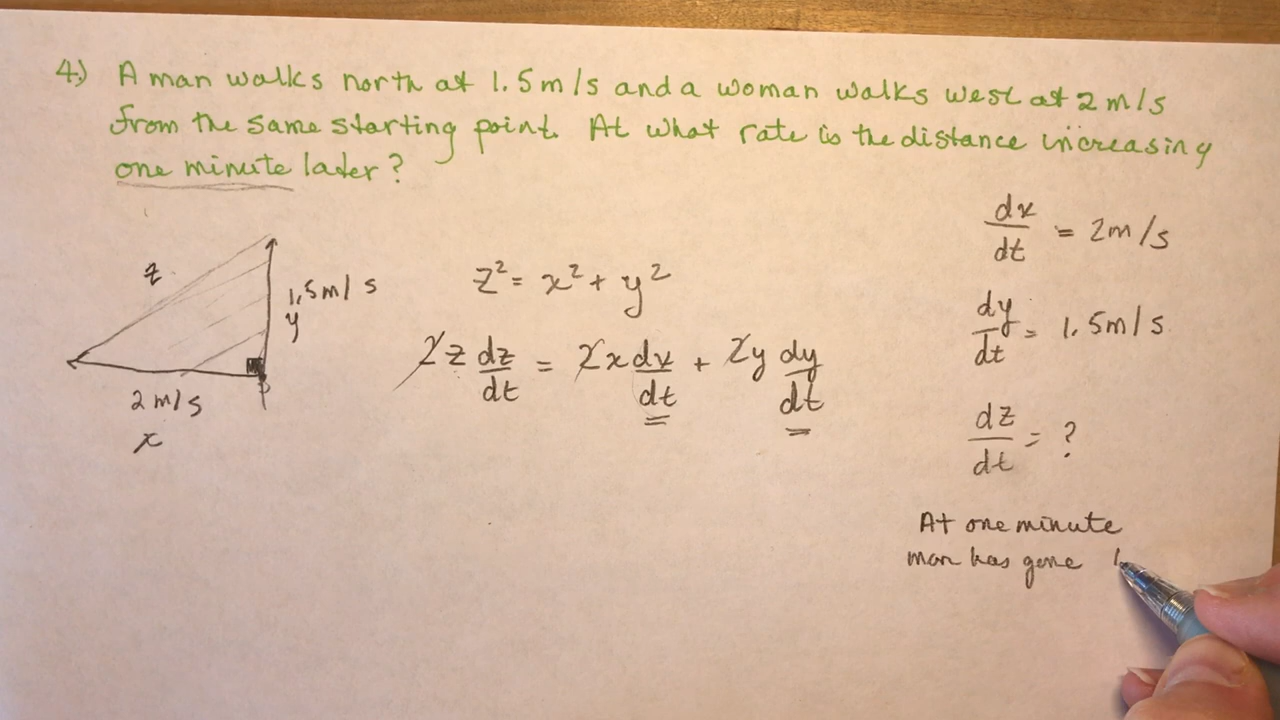 4.) A man walks north at 1.5 m/s and a woman walks west at 2 m/s
from the same starting point. At what rate is the distance increasing
one minute later?
z
1.5 m/s
y
2 m/s
x
z² = x² + y²
2z dz/dt = 2x dx/dt + 2y dy/dt
dx/dt = 2m/s
dy/dt = 1.5m/s
dz/dt = ?
At one minute
man has gone